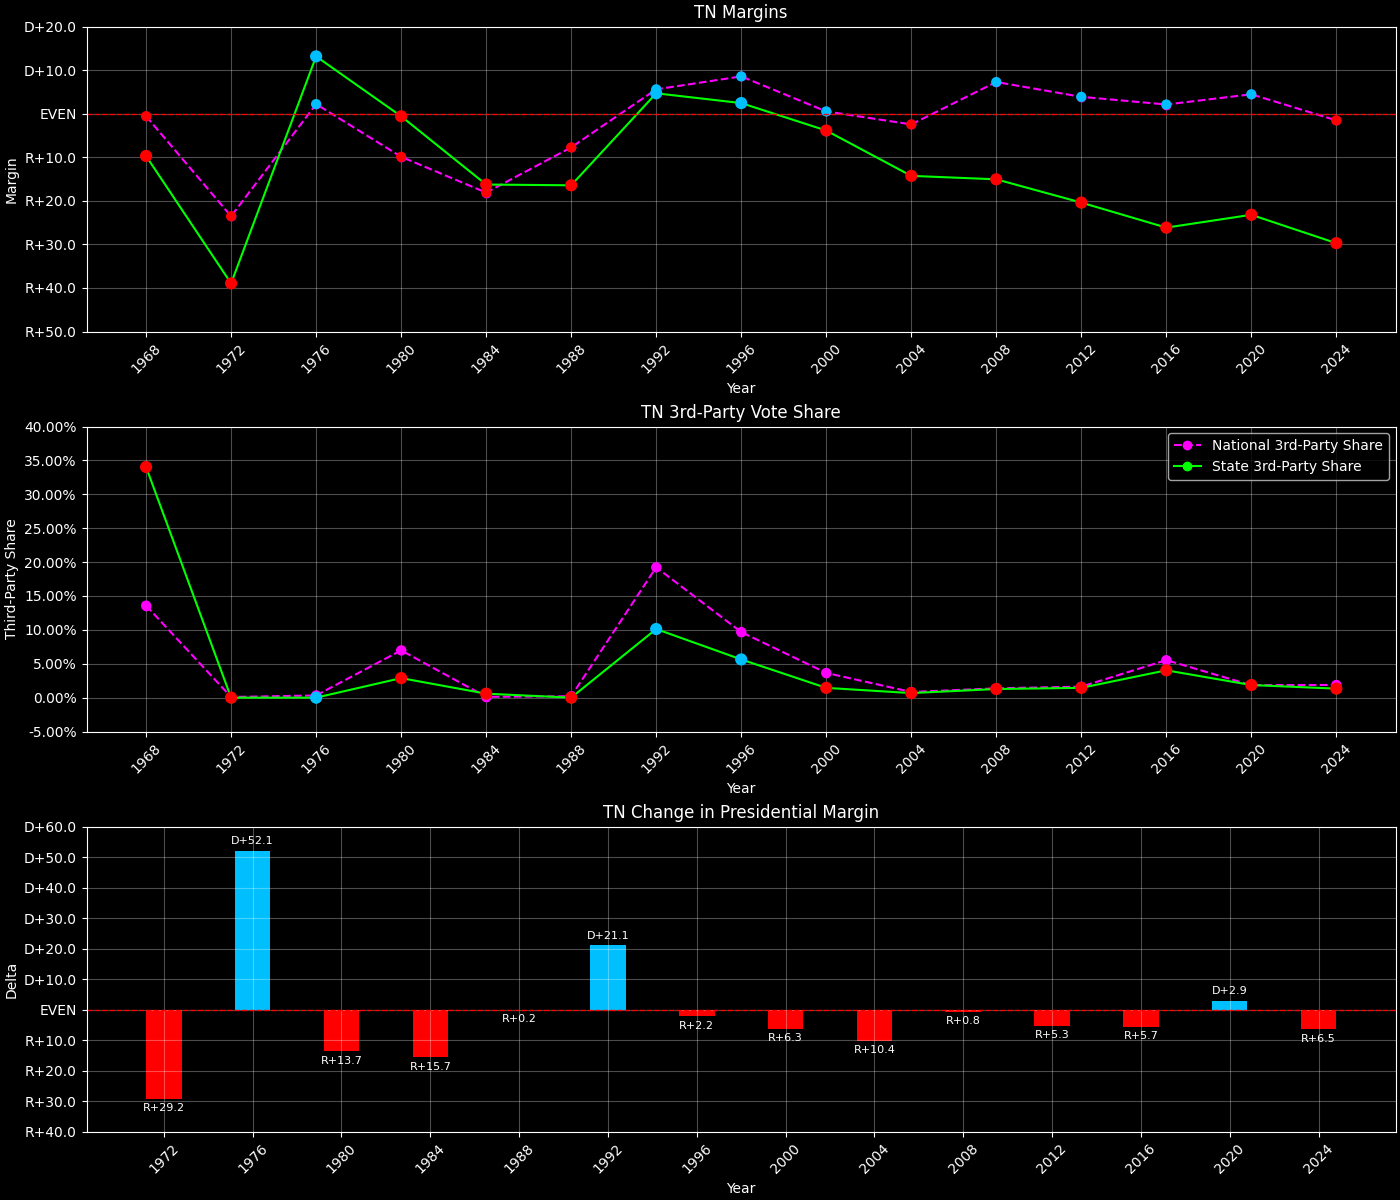 TN Margins
D+20.0
D+10.0
EVEN
R+10.0
R+20.0
R+30.0
R+40.0
R+50.0
Margin
1968 1972 1976 1980 1984 1988 1992 1996 2000 2004 2008 2012 2016 2020 2024
Year
TN 3rd-Party Vote Share
40.00%
35.00%
30.00%
25.00%
20.00%
15.00%
10.00%
5.00%
0.00%
-5.00%
Third-Party Share
National 3rd-Party Share
State 3rd-Party Share
1968 1972 1976 1980 1984 1988 1992 1996 2000 2004 2008 2012 2016 2020 2024
Year
TN Change in Presidential Margin
D+60.0
D+50.0
D+40.0
D+30.0
D+20.0
D+10.0
EVEN
R+10.0
R+20.0
R+30.0
R+40.0
Delta
R+29.2
D+52.1
R+13.7
R+15.7
R+0.2
D+21.1
R+2.2
R+6.3
R+10.4
R+0.8
R+5.3
R+5.7
D+2.9
R+6.5
1972 1976 1980 1984 1988 1992 1996 2000 2004 2008 2012 2016 2020 2024
Year